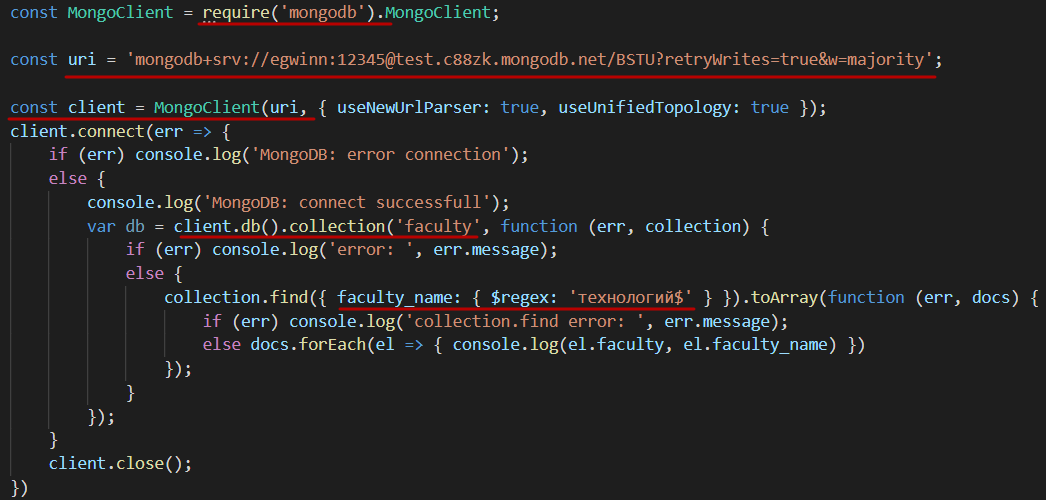 const MongoClient = require('mongodb').MongoClient;
const uri = 'mongodb+srv://egwinn:12345@test.c88zk.mongodb.net/BSTU?retryWrites=true&w=majority';
const client = MongoClient(uri, { useNewUrlParser: true, useUnifiedTopology: true });
client.connect(err => {
    if (err) console.log('MongoDB: error connection');
    else {
        console.log('MongoDB: connect successfull');
        var db = client.db().collection('faculty', function (err, collection) {
            if (err) console.log('error: ', err.message);
            else {
                collection.find({ faculty_name: { $regex: 'технологий$' } }).toArray(function (err, docs) {
                    if (err) console.log('collection.find error: ', err.message);
                    else docs.forEach(el => { console.log(el.faculty, el.faculty_name) })
                });
            }
        });
    }
    client.close();
})